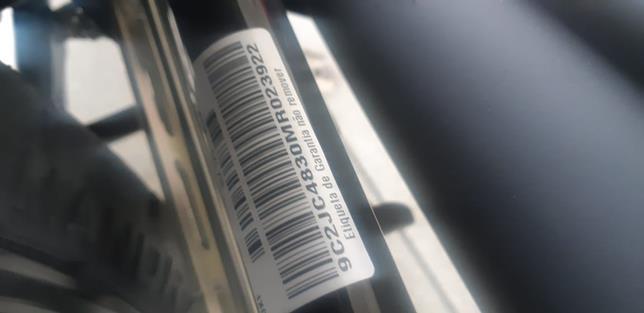 9C2JC4830MR023922
Etiqueta de Garantia não remover